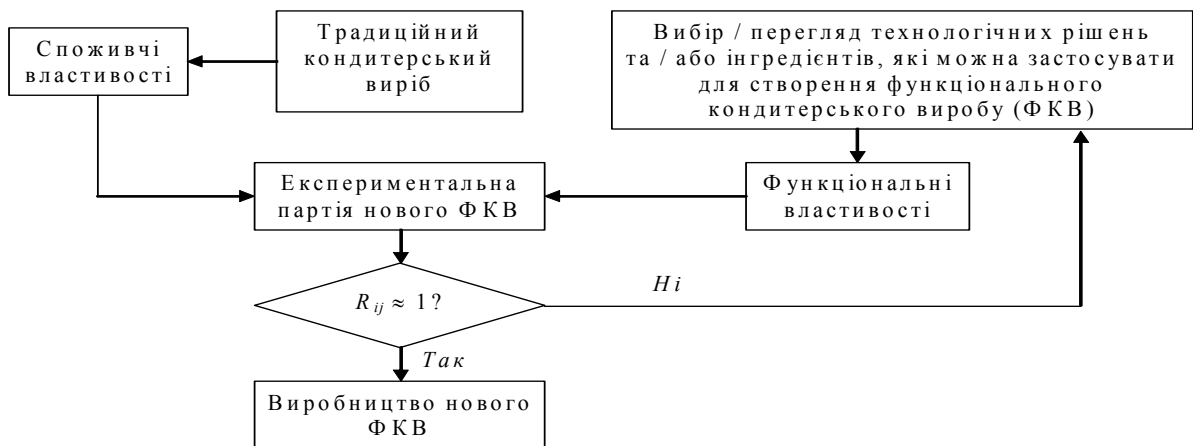 Споживчі
властивості
Традиційний
кондитерський
виріб
Вибір / перегляд технологічних рішень
та / або інгредієнтів, які можна застосувати
для створення функціонального
кондитерського виробу (ФКВ)
Експериментальна
партія нового ФКВ
Функціональні
властивості
R ij ≈ 1?
Ні
Так
Виробництво нового
ФКВ